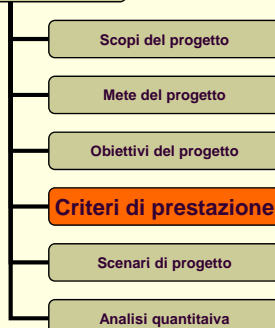 Scopi del progetto
Mete del progetto
Obiettivi del progetto
Criteri di prestazione
Scenari di progetto
Analisi quantitaiva